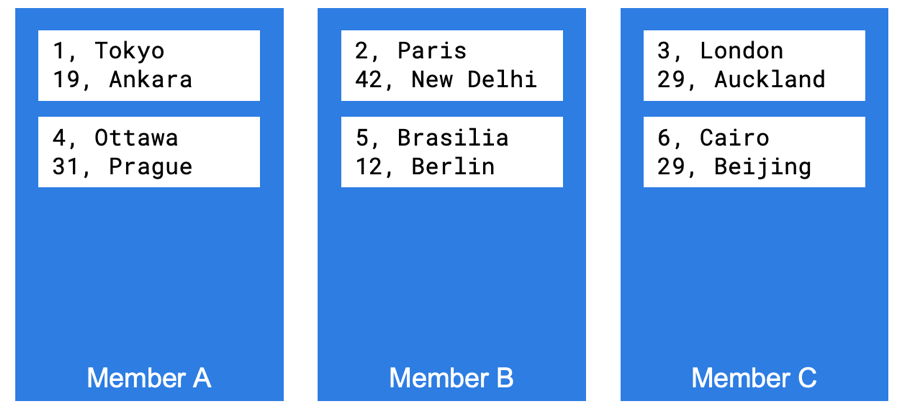 1, Tokyo
19, Ankara
4, Ottawa
31, Prague
Member A
2, Paris
42, New Delhi
5, Brasilia
12, Berlin
Member B
3, London
29, Auckland
6, Cairo
29, Beijing
Member C